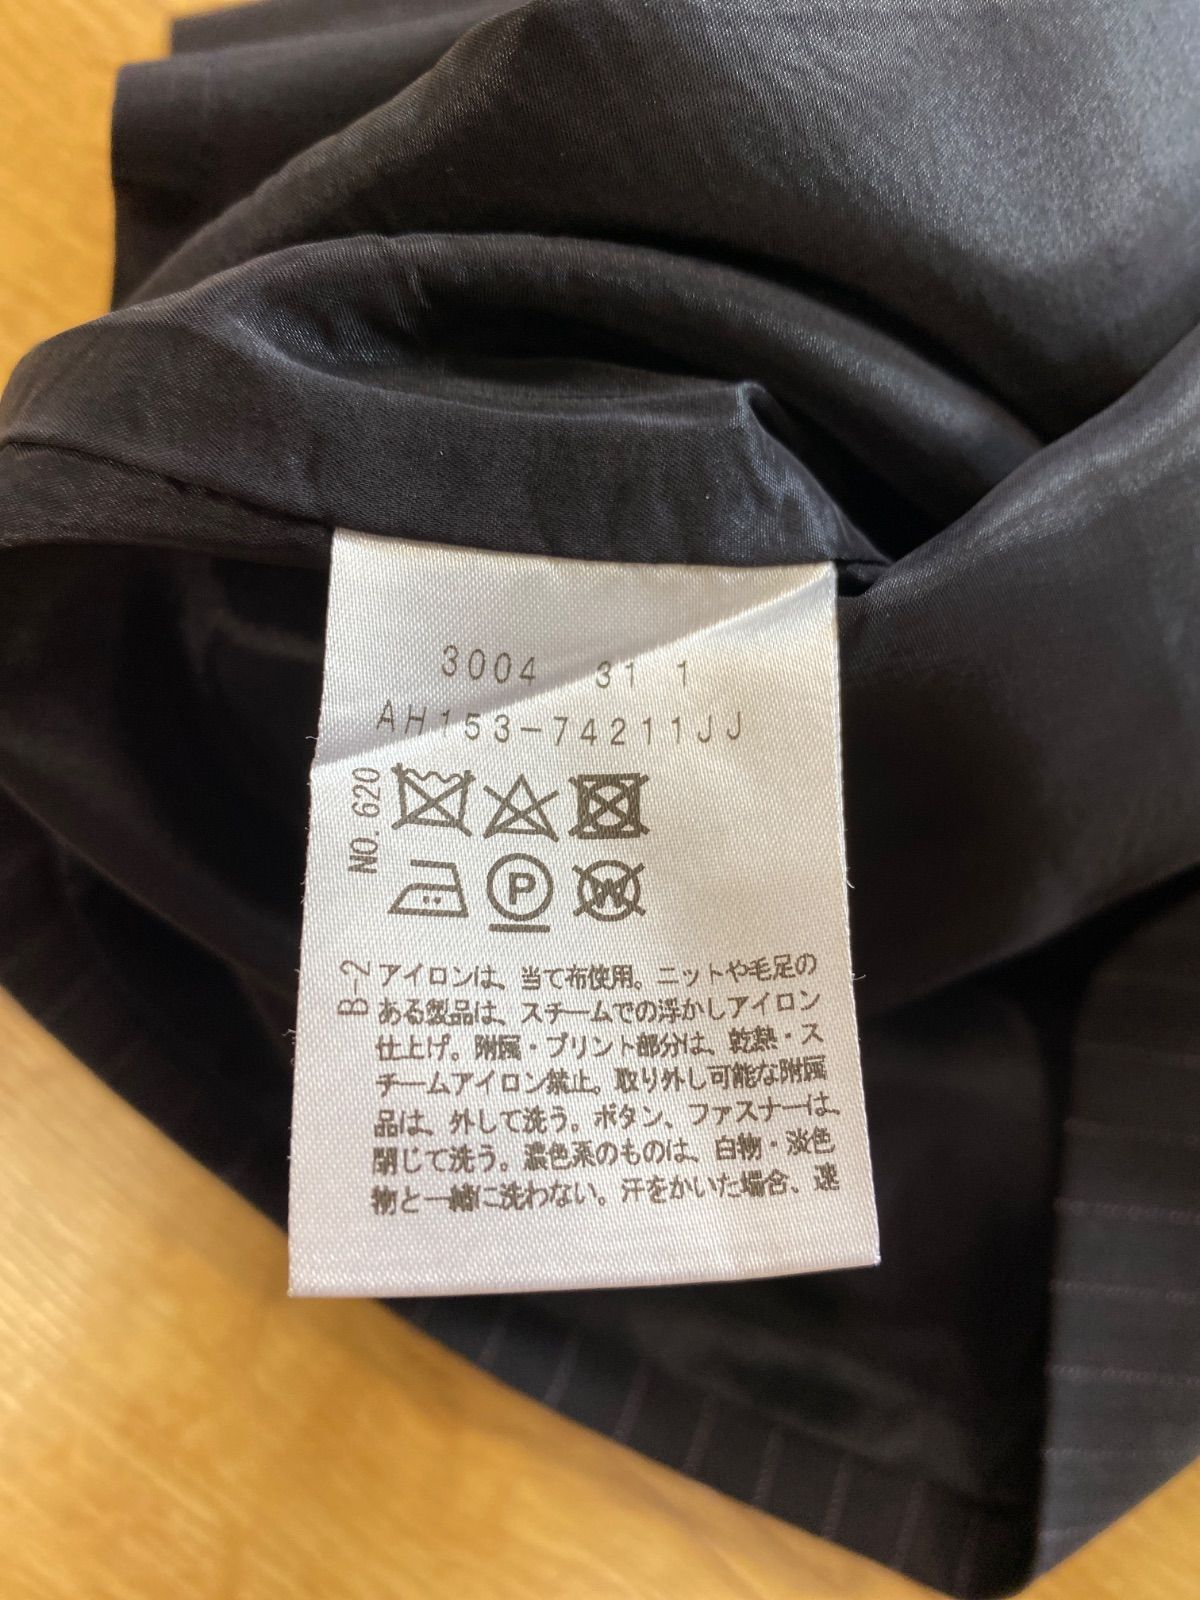 3004 31 1
AH153-74211JJ
NO. 620
P
W
B-2
アイロンは、当て布使用。ニットや毛足の
ある製品は、スチームでの浮かしアイロン
仕上げ。附属・プリント部分は、乾熱・ス
チームアイロン禁止。取り外し可能な附属
品は、外して洗う。ボタン、ファスナーは、
閉じて洗う。濃色系のものは、白物・淡色
物と一緒に洗わない。汗をかいた場合、速